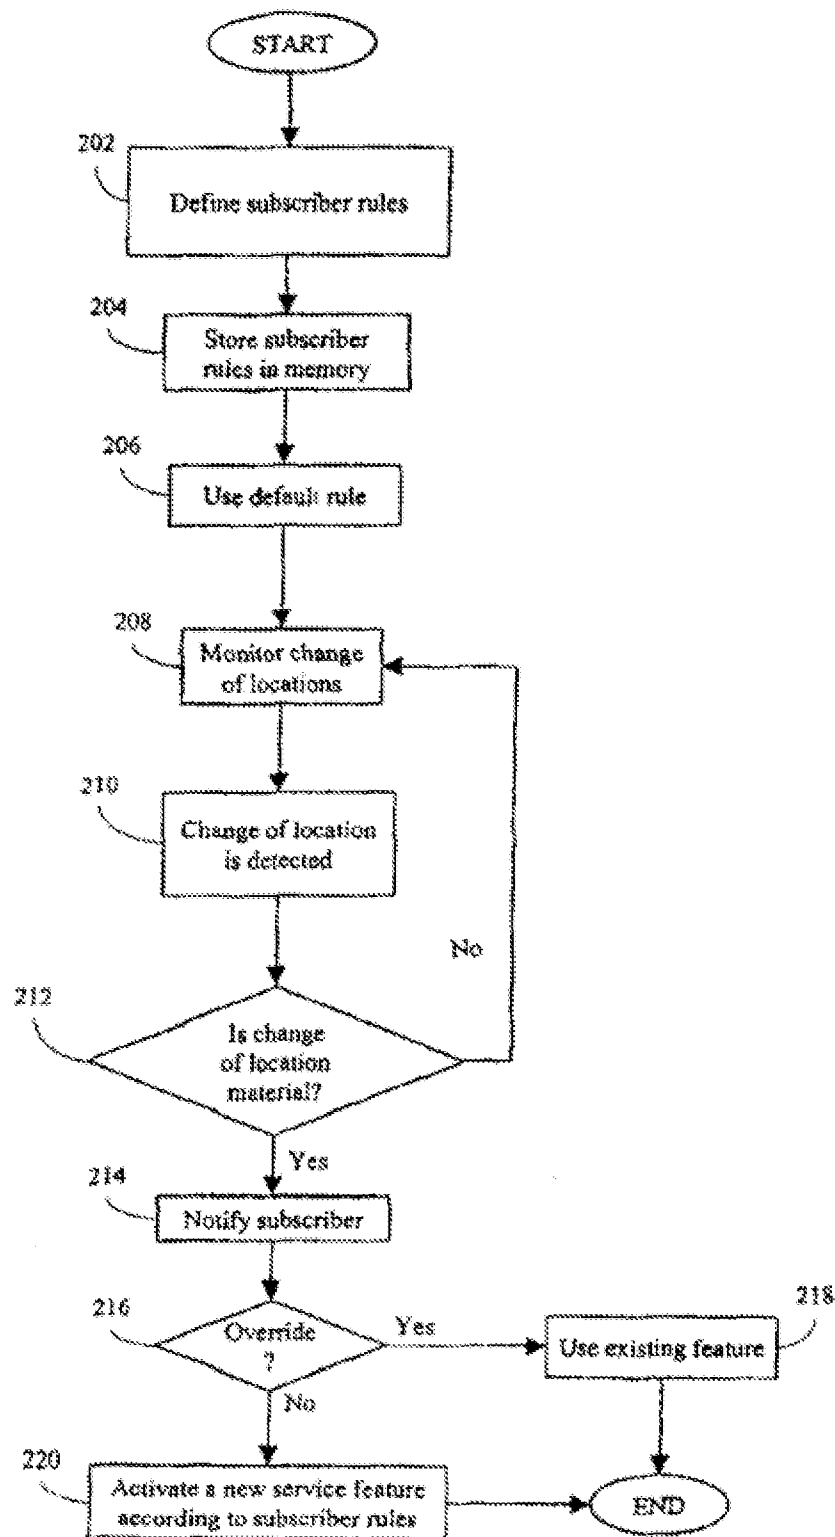 START
202
Define subscriber rules
204
Store subscriber
rules in memory
206
Use default rule
208
Monitor change
of locations
210
Change of location
is detected
No
212
Is change
of location
material?
Yes
214
Notify subscriber
216
Override
?
Yes
218
Use existing feature
No
220
Activate a new service feature
according to subscriber rules
END